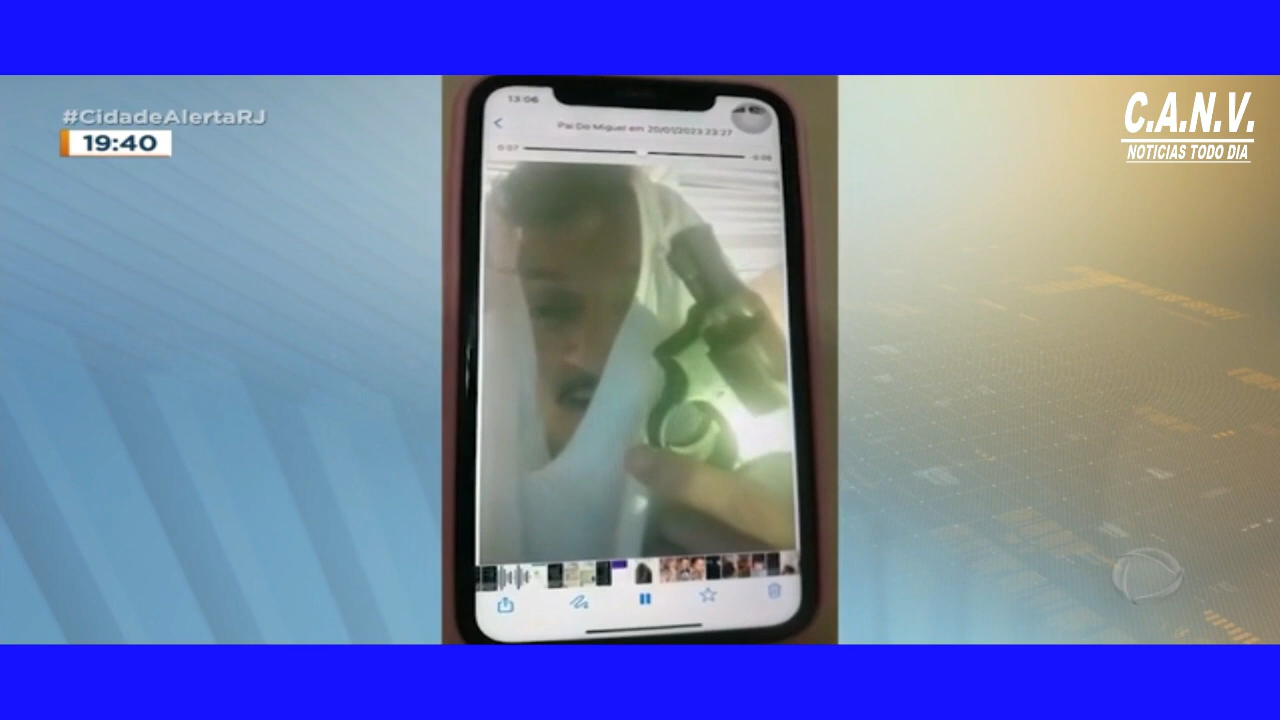 #CidadeAlertaRJ
19:40
C.A.N.V.
NOTICIAS TODO DIA
13:06
Pai Do Miguel em 20/01/2023 23:27
0:07
-0:08